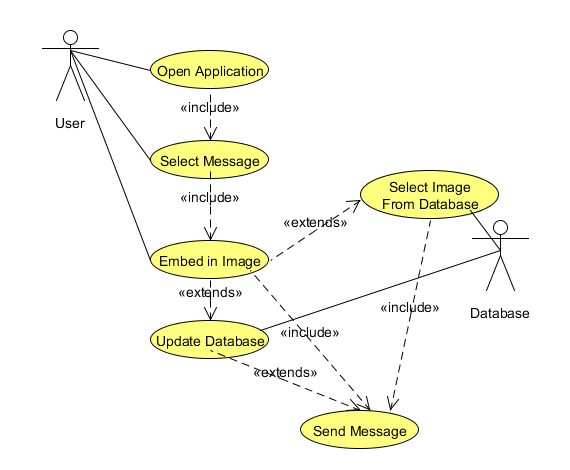 Open Application
User
«include»
Select Message
«include»
Select Image
From Database
«extends»
Embed in Image
«extends»
«include»
Database
Update Database
«include»
«extends»
Send Message